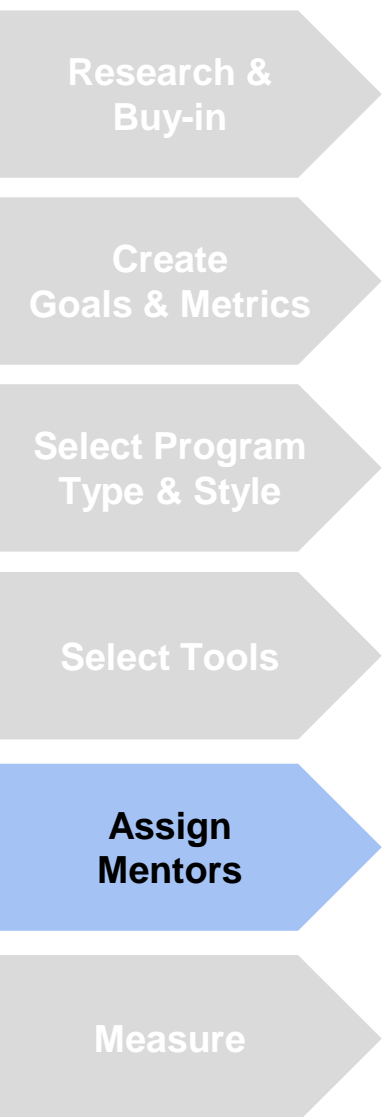 Research &
Buy-in
Create
Goals & Metrics
Select Program
Type & Style
Select Tools
Assign
Mentors
Measure